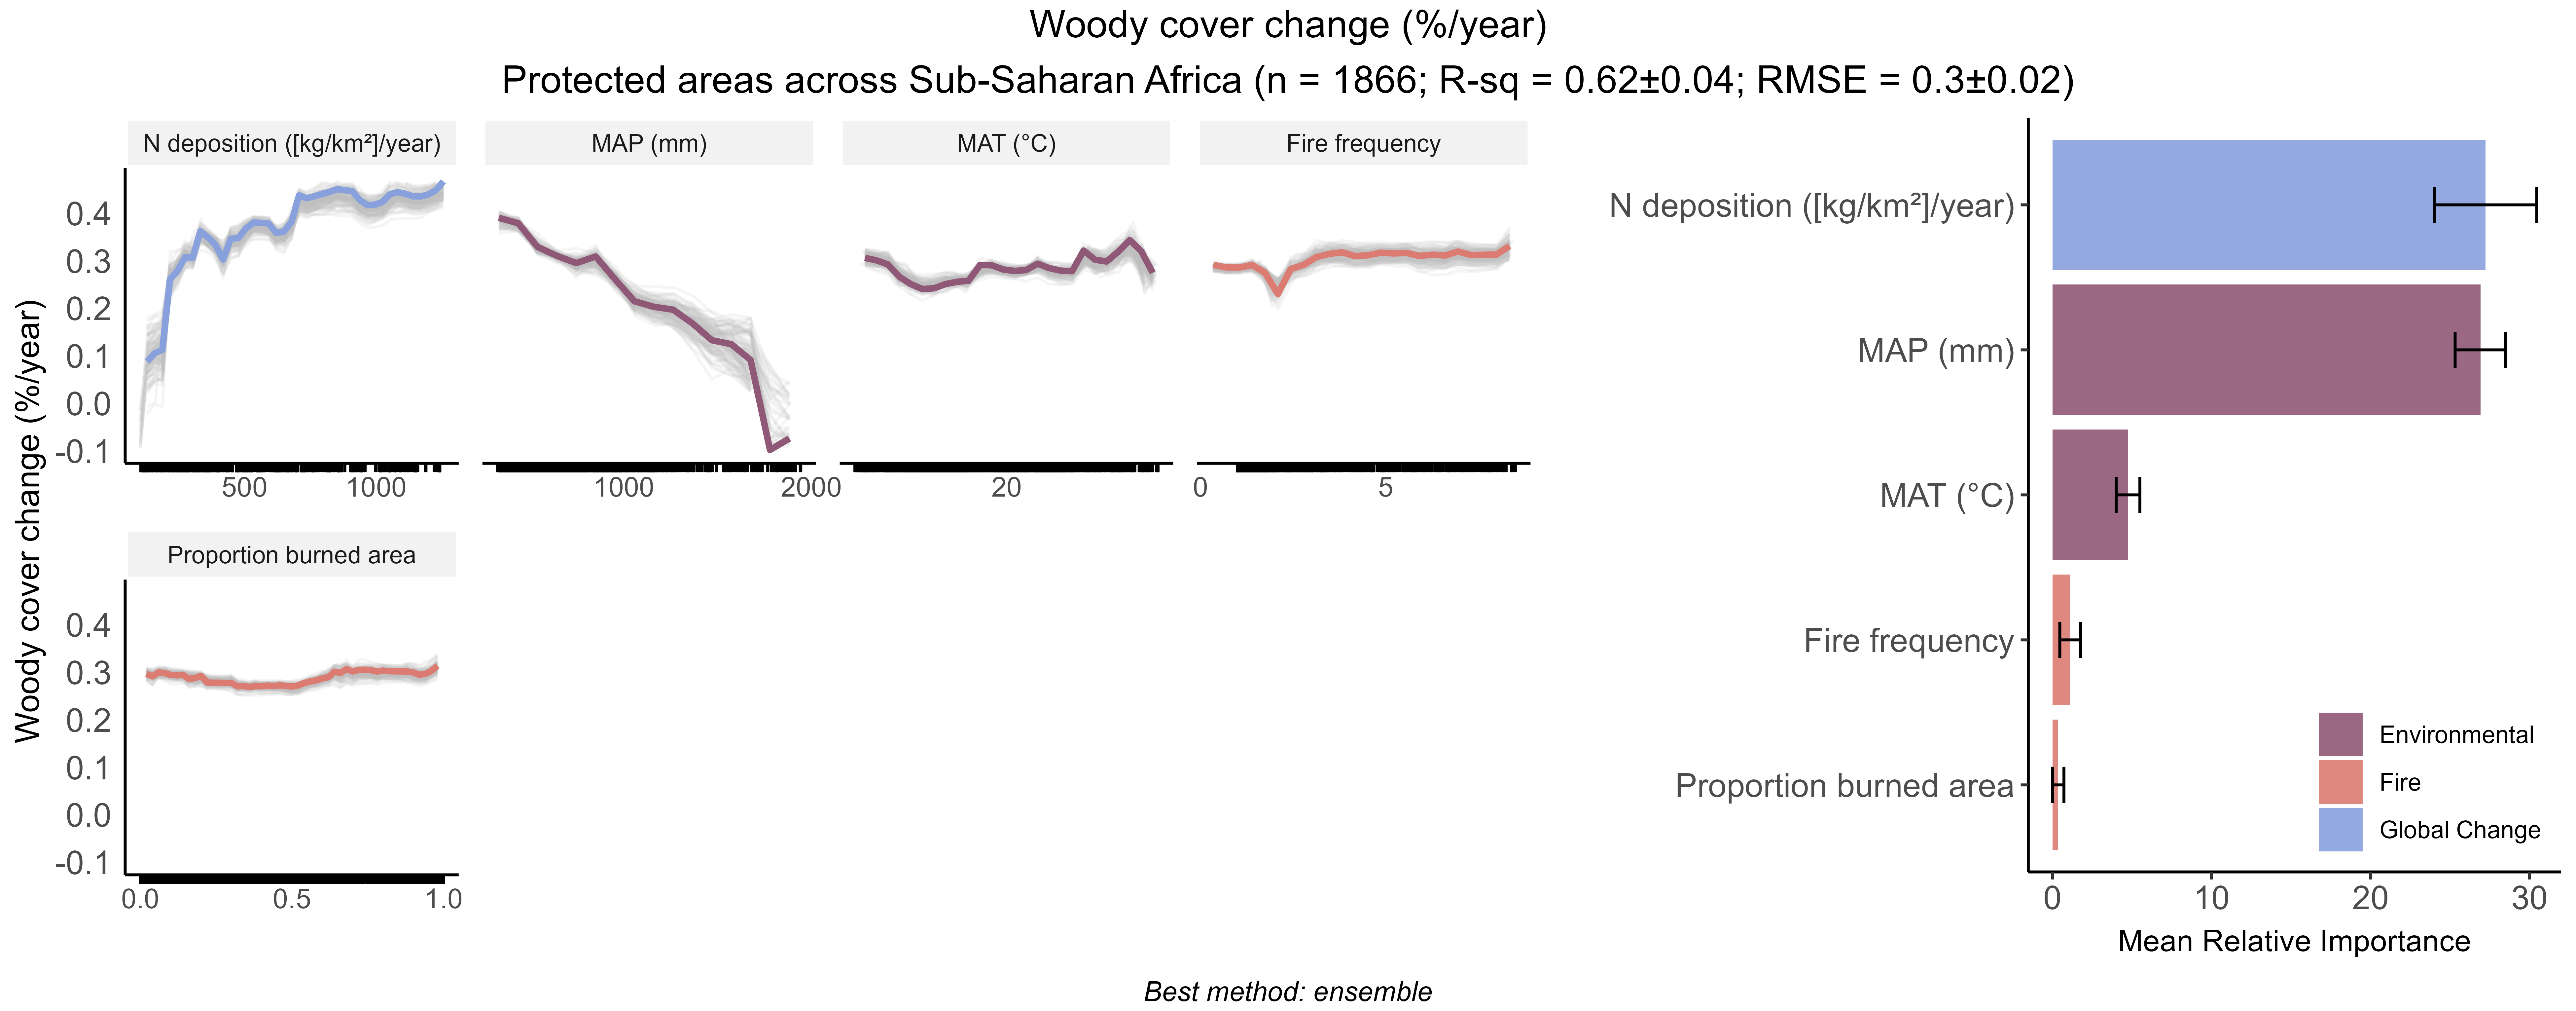 Woody cover change (%/year)
Protected areas across Sub-Saharan Africa (n = 1866; R-sq = 0.62±0.04; RMSE = 0.3±0.02)
Woody cover change (%/year)
N deposition ([kg/km²]/year)
MAP (mm)
MAT (°C)
Fire frequency
0.4
0.3
0.2
0.1
0.0
-0.1
500 1000
1000 2000
20
0 5
Proportion burned area
0.4
0.3
0.2
0.1
0.0
-0.1
0.0 0.5 1.0
N deposition ([kg/km²]/year)
MAP (mm)
MAT (°C)
Fire frequency
Proportion burned area
Environmental
Fire
Global Change
0 10 20 30
Mean Relative Importance
Best method: ensemble